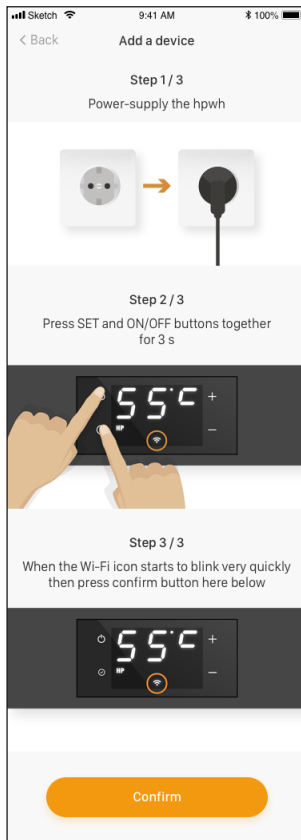 Sketch 9:41 AM 100%
< Back Add a device
Step 1 / 3
Power-supply the hpwh
Step 2 / 3
Press SET and ON/OFF buttons together
for 3 s
55°C
HP
Step 3 / 3
When the Wi-Fi icon starts to blink very quickly
then press confirm button here below
55°C
HP
Confirm